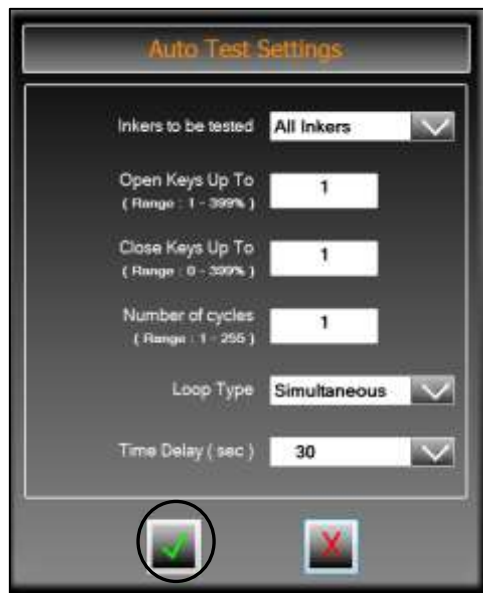 Auto Test Settings
Inkers to be tested All Inkers
Open Keys Up To 1
( Range : 1 - 399% )
Close Keys Up To 1
( Range : 0 - 399% )
Number of cycles 1
( Range : 1 - 255 )
Loop Type Simultaneous
Time Delay ( sec ) 30